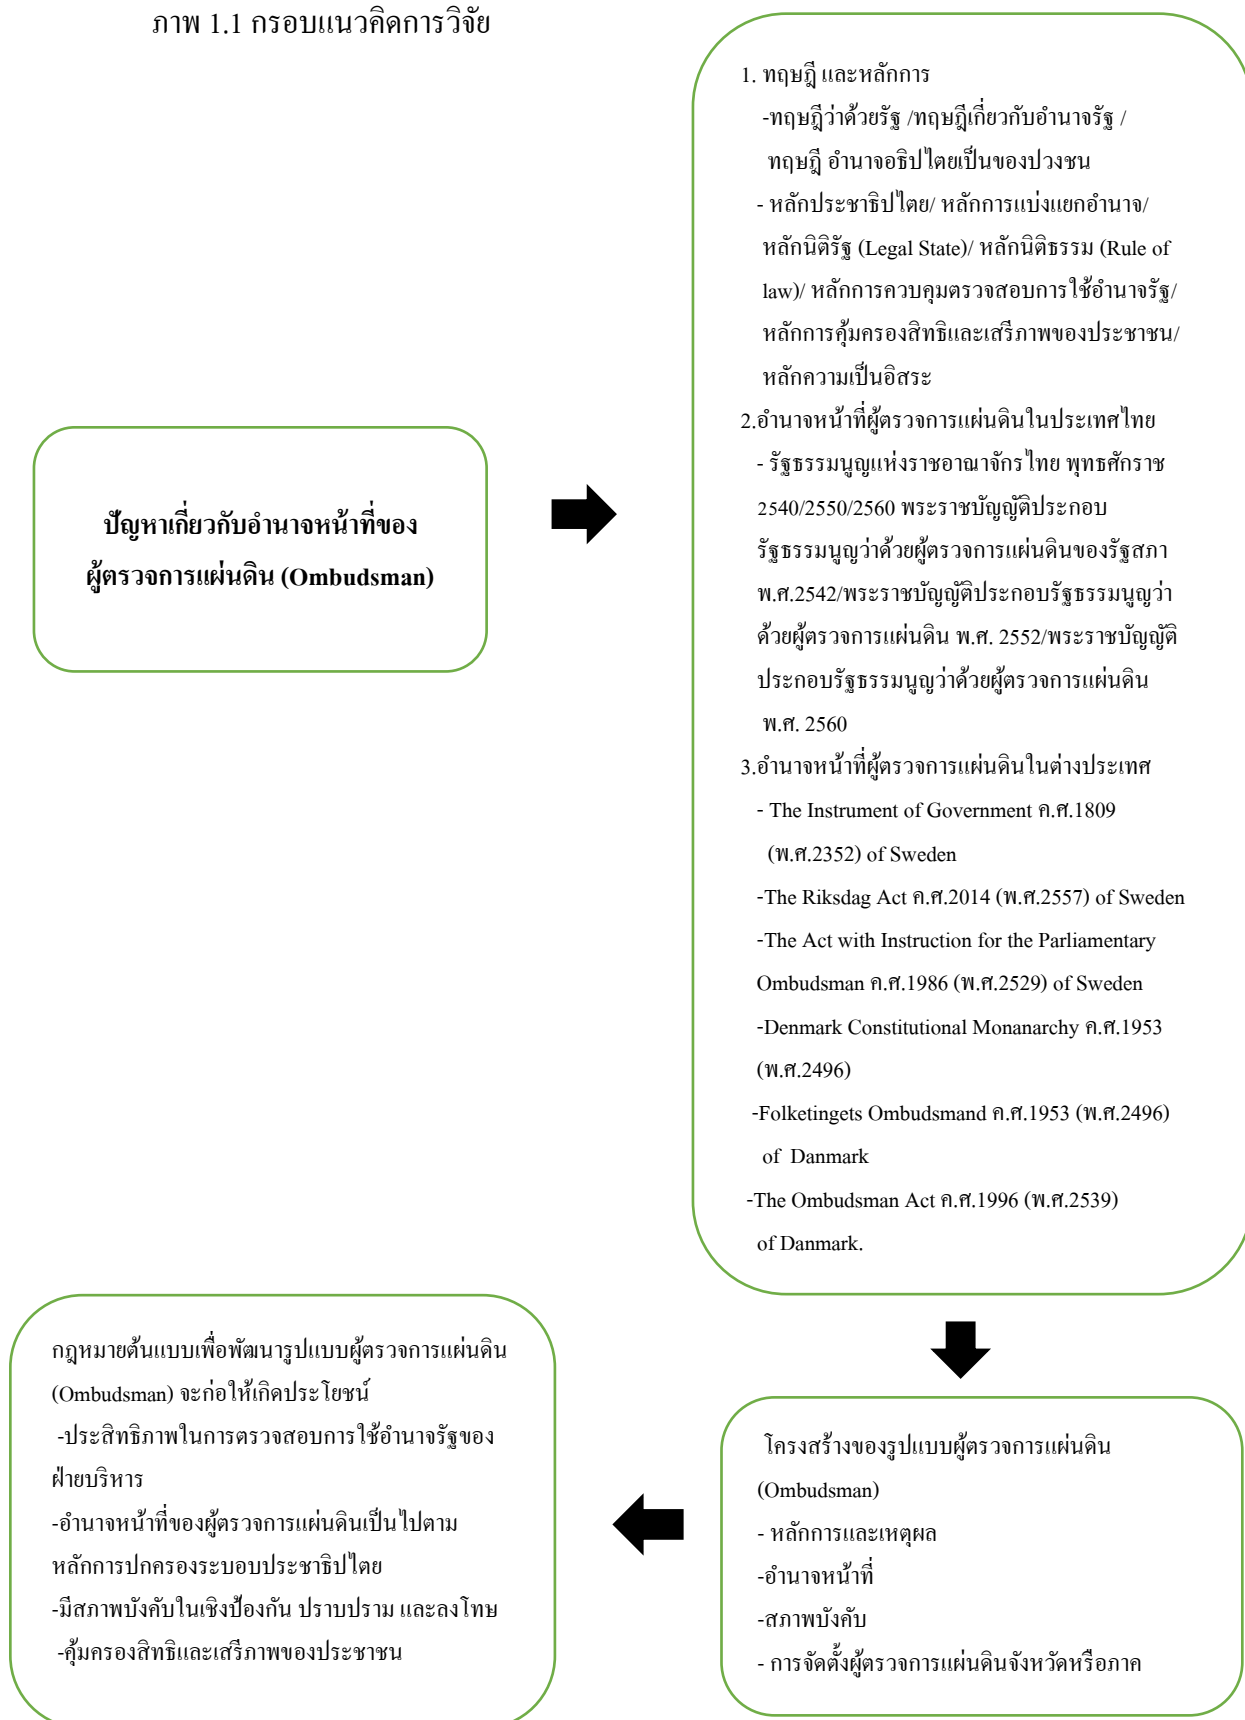 ภาพ 1.1 กรอบแนวคิดการวิจัย
ปัญหาเกี่ยวกับอำนาจหน้าที่ของ
ผู้ตรวจการแผ่นดิน (Ombudsman)
1. ทฤษฎี และหลักการ
-ทฤษฎีว่าด้วยรัฐ /ทฤษฎีเกี่ยวกับอำนาจรัฐ /
ทฤษฎี อำนาจอธิปไตยเป็นของปวงชน
- หลักประชาธิปไตย/ หลักการแบ่งแยกอำนาจ/
หลักนิติรัฐ (Legal State)/ หลักนิติธรรม (Rule of
law)/ หลักการควบคุมตรวจสอบการใช้อำนาจรัฐ/
หลักการคุ้มครองสิทธิและเสรีภาพของประชาชน/
หลักความเป็นอิสระ
2.อำนาจหน้าที่ผู้ตรวจการแผ่นดินในประเทศไทย
- รัฐธรรมนูญแห่งราชอาณาจักรไทย พุทธศักราช
2540/2550/2560 พระราชบัญญัติประกอบ
รัฐธรรมนูญว่าด้วยผู้ตรวจการแผ่นดินของรัฐสภา
พ.ศ.2542/พระราชบัญญัติประกอบรัฐธรรมนูญว่า
ด้วยผู้ตรวจการแผ่นดิน พ.ศ. 2552/พระราชบัญญัติ
ประกอบรัฐธรรมนูญว่าด้วยผู้ตรวจการแผ่นดิน
พ.ศ. 2560
3.อำนาจหน้าที่ผู้ตรวจการแผ่นดินในต่างประเทศ
- The Instrument of Government ค.ศ.1809
(พ.ศ.2352) of Sweden
-The Riksdag Act ค.ศ.2014 (พ.ศ.2557) of Sweden
-The Act with Instruction for the Parliamentary
Ombudsman ค.ศ.1986 (พ.ศ.2529) of Sweden
-Denmark Constitutional Monanarchy ค.ศ.1953
(พ.ศ.2496)
-Folketingets Ombudsmand ค.ศ.1953 (พ.ศ.2496)
of Danmark
-The Ombudsman Act ค.ศ.1996 (พ.ศ.2539)
of Danmark.
โครงสร้างของรูปแบบผู้ตรวจการแผ่นดิน
(Ombudsman)
- หลักการและเหตุผล
-อำนาจหน้าที่
-สภาพบังคับ
- การจัดตั้งผู้ตรวจการแผ่นดินจังหวัดหรือภาค
กฎหมายต้นแบบเพื่อพัฒนารูปแบบผู้ตรวจการแผ่นดิน
(Ombudsman) จะก่อให้เกิดประโยชน์
-ประสิทธิภาพในการตรวจสอบการใช้อำนาจรัฐของ
ฝ่ายบริหาร
-อำนาจหน้าที่ของผู้ตรวจการแผ่นดินเป็นไปตาม
หลักการปกครองระบอบประชาธิปไตย
-มีสภาพบังคับในเชิงป้องกัน ปราบปราม และลงโทษ
-คุ้มครองสิทธิและเสรีภาพของประชาชน